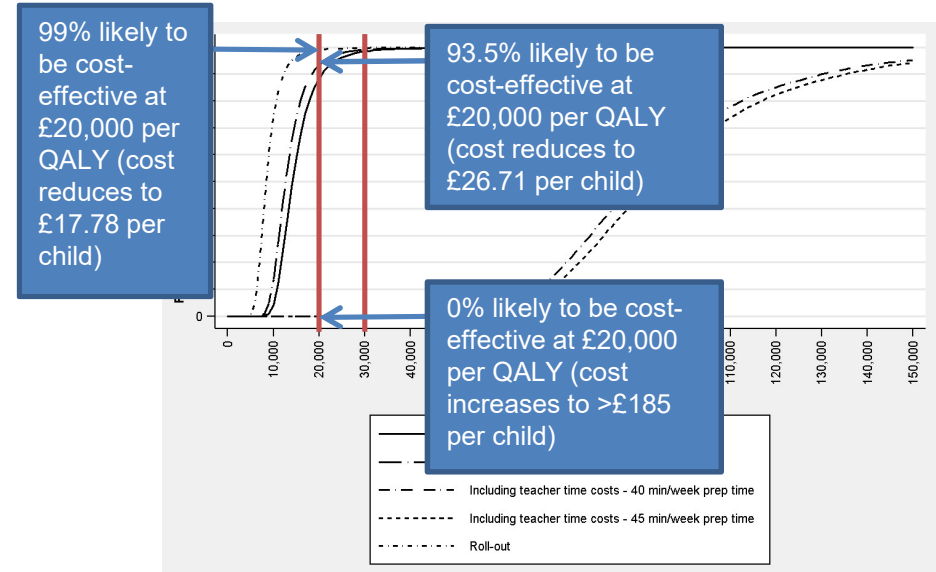 99% likely to
be cost-
effective at
£20,000 per
QALY (cost
reduces to
£17.78 per
child)
93.5% likely to be
cost-effective at
£20,000 per QALY
(cost reduces to
£26.71 per child)
0% likely to be cost-
effective at £20,000
per QALY (cost
increases to >£185
per child)
0
0
10,000
20,000
30,000
40,000
110,000
120,000
130,000
140,000
150,000
Including teacher time costs - 40 min/week prep time
Including teacher time costs - 45 min/week prep time
Roll-out